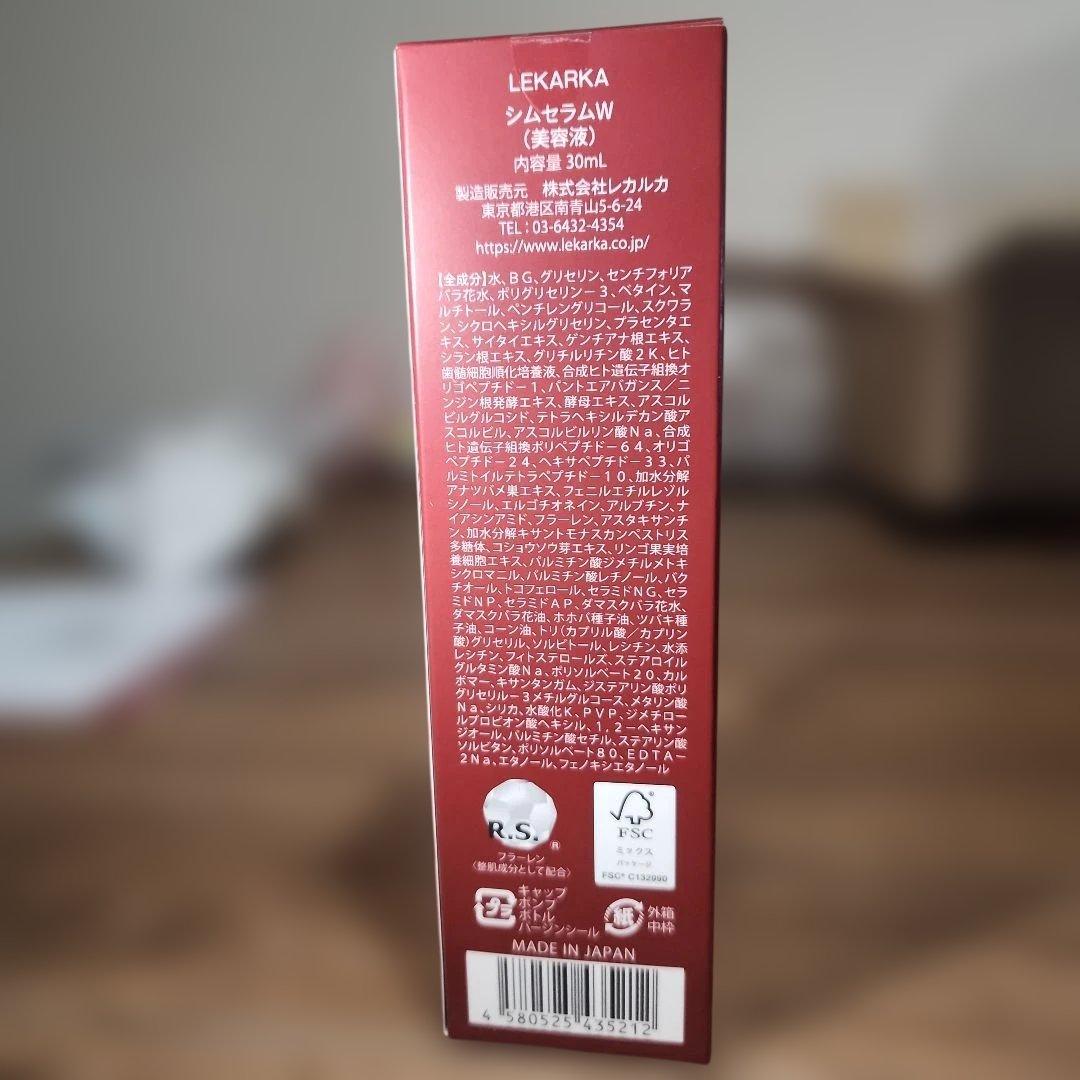 LEKARKA
シムセラムW
（美容液）
内容量 30mL
製造販売元　株式会社レカルカ
東京都港区南青山5-6-24
TEL：03-6432-4354
https://www.lekarka.co.jp/
【全成分】水、ＢＧ、グリセリン、センチフォリア
バラ花水、ポリグリセリン－３、ベタイン、マ
ルチトール、ペンチレングリコール、スクワラ
ン、シクロヘキシルグリセリン、プラセンタエ
キス、サイタイエキス、ゲンチアナ根エキス、
シラン根エキス、グリチルリチン酸２Ｋ、ヒト
歯髄細胞順化培養液、合成ヒト遺伝子組換オ
リゴペプチド－１、パントエアバガンス／ニ
ンジン根発酵エキス、酵母エキス、アスコル
ビルグルコシド、テトラヘキシルデカン酸ア
スコルビル、アスコルビルリン酸Ｎａ、合成
ヒト遺伝子組換ポリペプチド－６４、オリゴ
ペプチド－２４、ヘキサペプチド－３３、パ
ルミトイルテトラペプチド－１０、加水分解
アナツバメ巣エキス、フェニルエチルレゾル
シノール、エルゴチオネイン、アルブチン、ナ
イアシンアミド、フラーレン、アスタキサンチ
ン、加水分解キサントモナスカンペストリス
多糖体、コショウソウ芽エキス、リンゴ果実培
養細胞エキス、パルミチン酸ジメチルメトキ
シクロマニル、パルミチン酸レチノール、バク
チオール、トコフェロール、セラミドＮＧ、セラ
ミドＮＰ、セラミドＡＰ、ダマスクバラ花水、
ダマスクバラ花油、ホホバ種子油、ツバキ種
子油、コーン油、トリ（カプリル酸／カプリン
酸）グリセリル、ソルビトール、レシチン、水添
レシチン、フィトステロールズ、ステアロイル
グルタミン酸Ｎａ、ポリソルベート２０、カル
ボマー、キサンタンガム、ジステアリン酸ポリ
グリセリル－３メチルグルコース、メタリン酸
Ｎａ、シリカ、水酸化Ｋ、ＰＶＰ、ジメチロー
ルプロピオン酸ヘキシル、１，２－ヘキサン
ジオール、パルミチン酸セチル、ステアリン酸
ソルビタン、ポリソルベート８０、ＥＤＴＡ－
２Ｎａ、エタノール、フェノキシエタノール
R.S.®
フラーレン
（整肌成分として配合）
FSC
ミックス
パッケージ
FSC® C132990
プラ
キャップ
ポンプ
ボトル
バージンシール
紙
外箱
中枠
MADE IN JAPAN
4 580525 435212